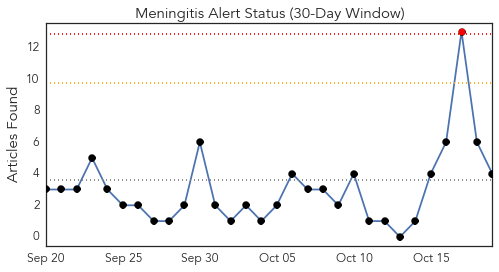 Meningitis Alert Status (30-Day Window)
Articles Found
12
10
8
6
4
2
0
Sep 20 Sep 25 Sep 30 Oct 05 Oct 10 Oct 15